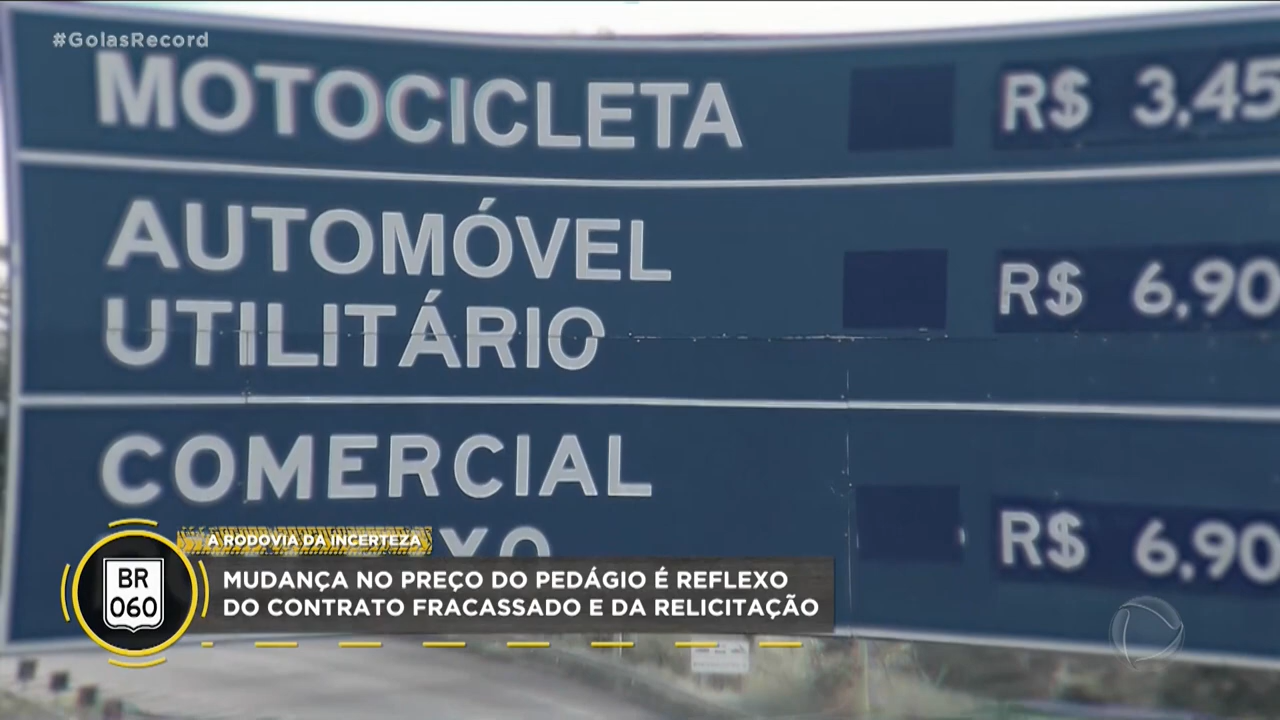 #GoiasRecord
MOTOCICLETA R$ 3,45
AUTOMÓVEL
UTILITÁRIO
R$ 6,90
COMERCIAL
R$ 6,90
A RODOVIA DA INCERTEZA
BR
060
MUDANÇA NO PREÇO DO PEDÁGIO É REFLEXO
DO CONTRATO FRACASSADO E DA RELICITAÇÃO